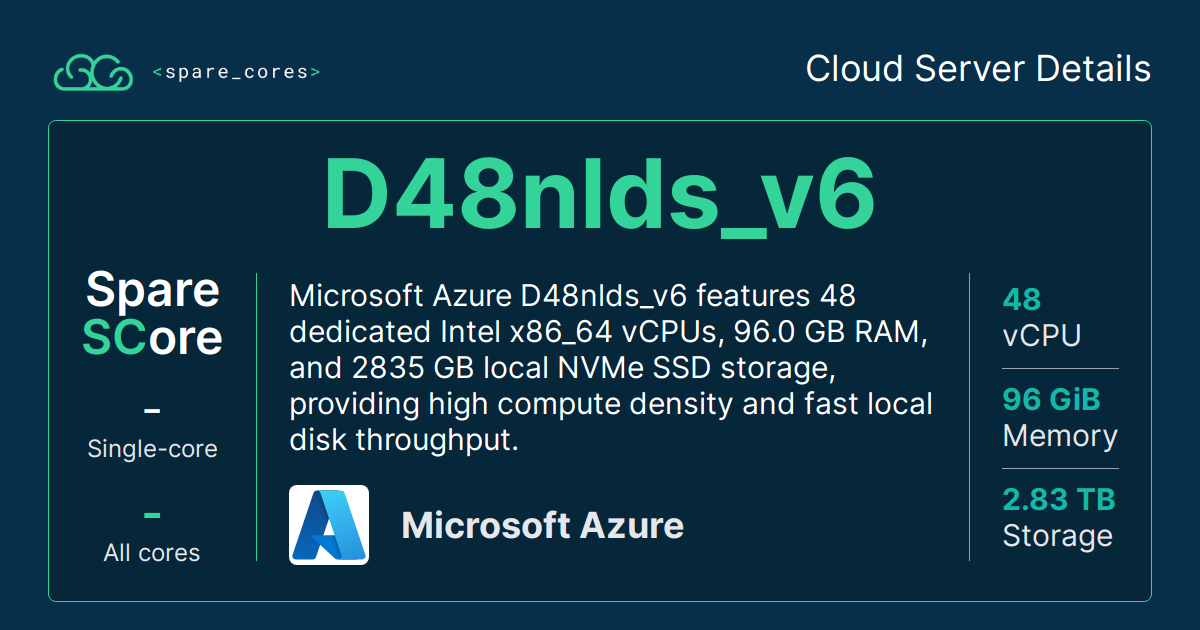 <spare_cores>
Cloud Server Details
D48nlds_v6
Spare
SCore
–
Single-core
–
All cores
Microsoft Azure D48nlds_v6 features 48
dedicated Intel x86_64 vCPUs, 96.0 GB RAM,
and 2835 GB local NVMe SSD storage,
providing high compute density and fast local
disk throughput.
Microsoft Azure
48
vCPU
96 GiB
Memory
2.83 TB
Storage